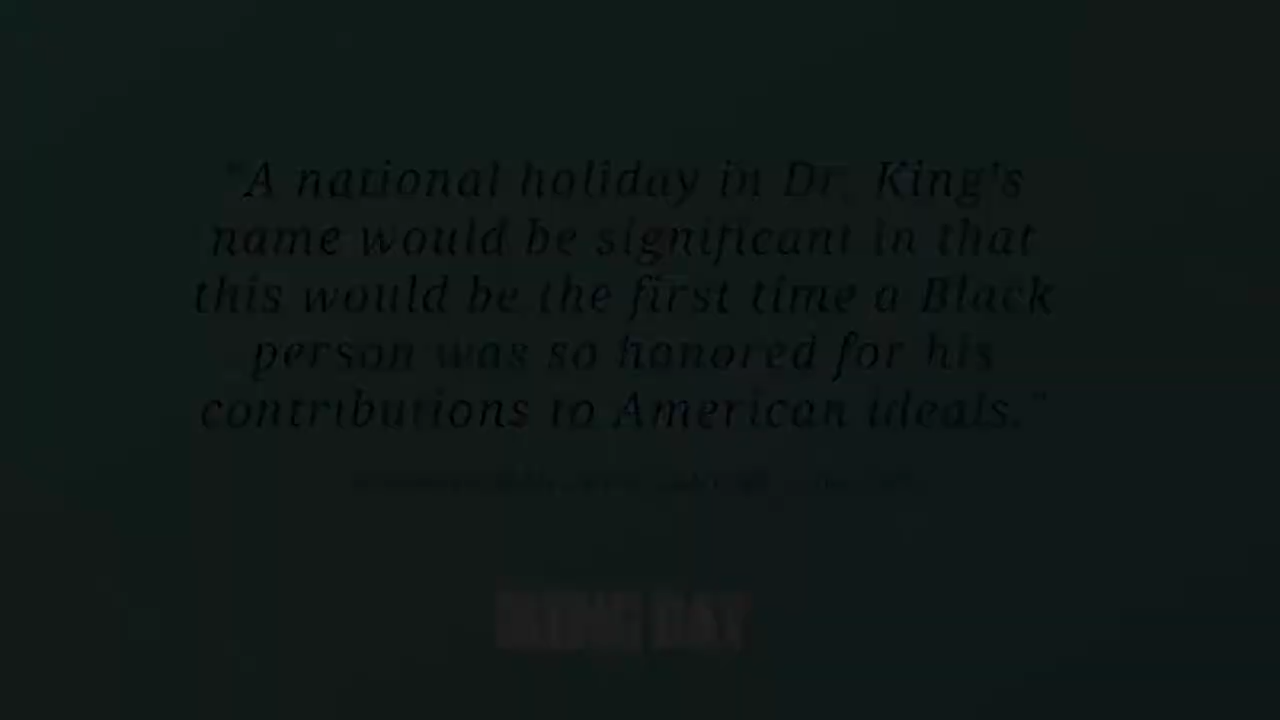 "A national holiday in Dr. King's
name would be significant in that
this would be the first time a Black
person was so honored for his
contributions to American ideals."
DAY